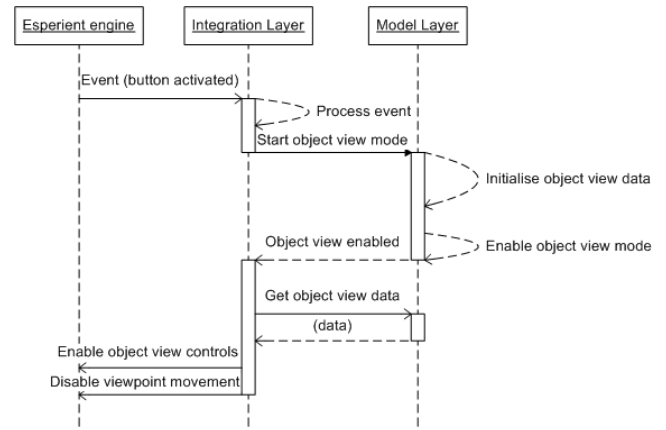 Esperient engine
Integration Layer
Model Layer
Event (button activated)
Process event
Start object view mode
Initialise object view data
Object view enabled
Enable object view mode
Get object view data
(data)
Enable object view controls
Disable viewpoint movement